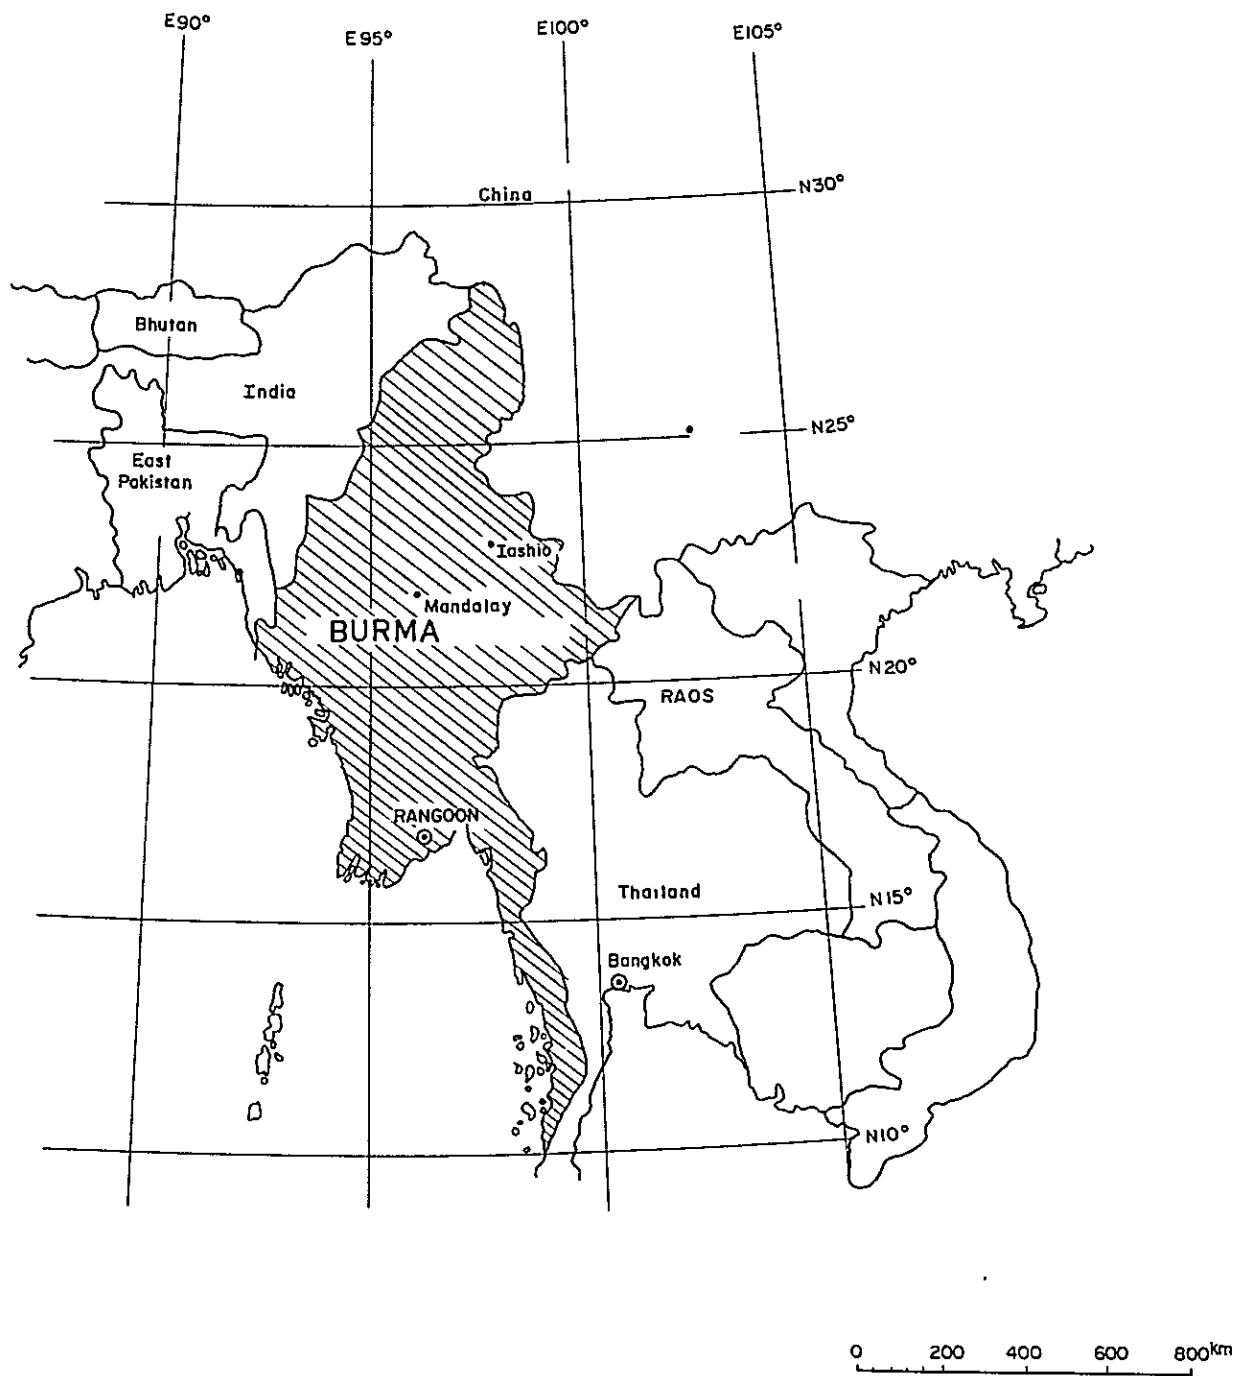 E90°
E95°
E100°
E105°
China
N30°
Bhutan
India
N25°
East
Pakistan
Iashio
Mandalay
BURMA
N20°
RAOS
RANGOON
Thailand
N15°
Bangkok
N10°
0 200 400 600 800km